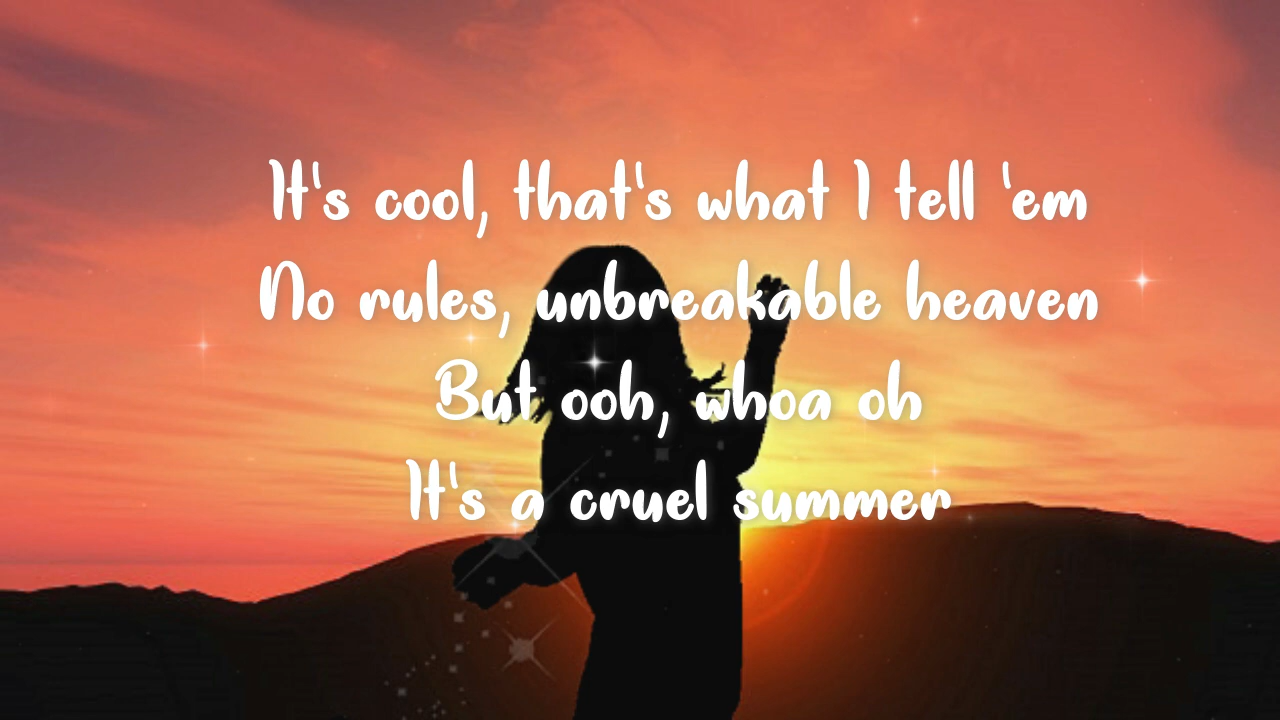 It's cool, that's what I tell 'em
No rules, unbreakable heaven
But ooh, whoa oh
It's a cruel summer